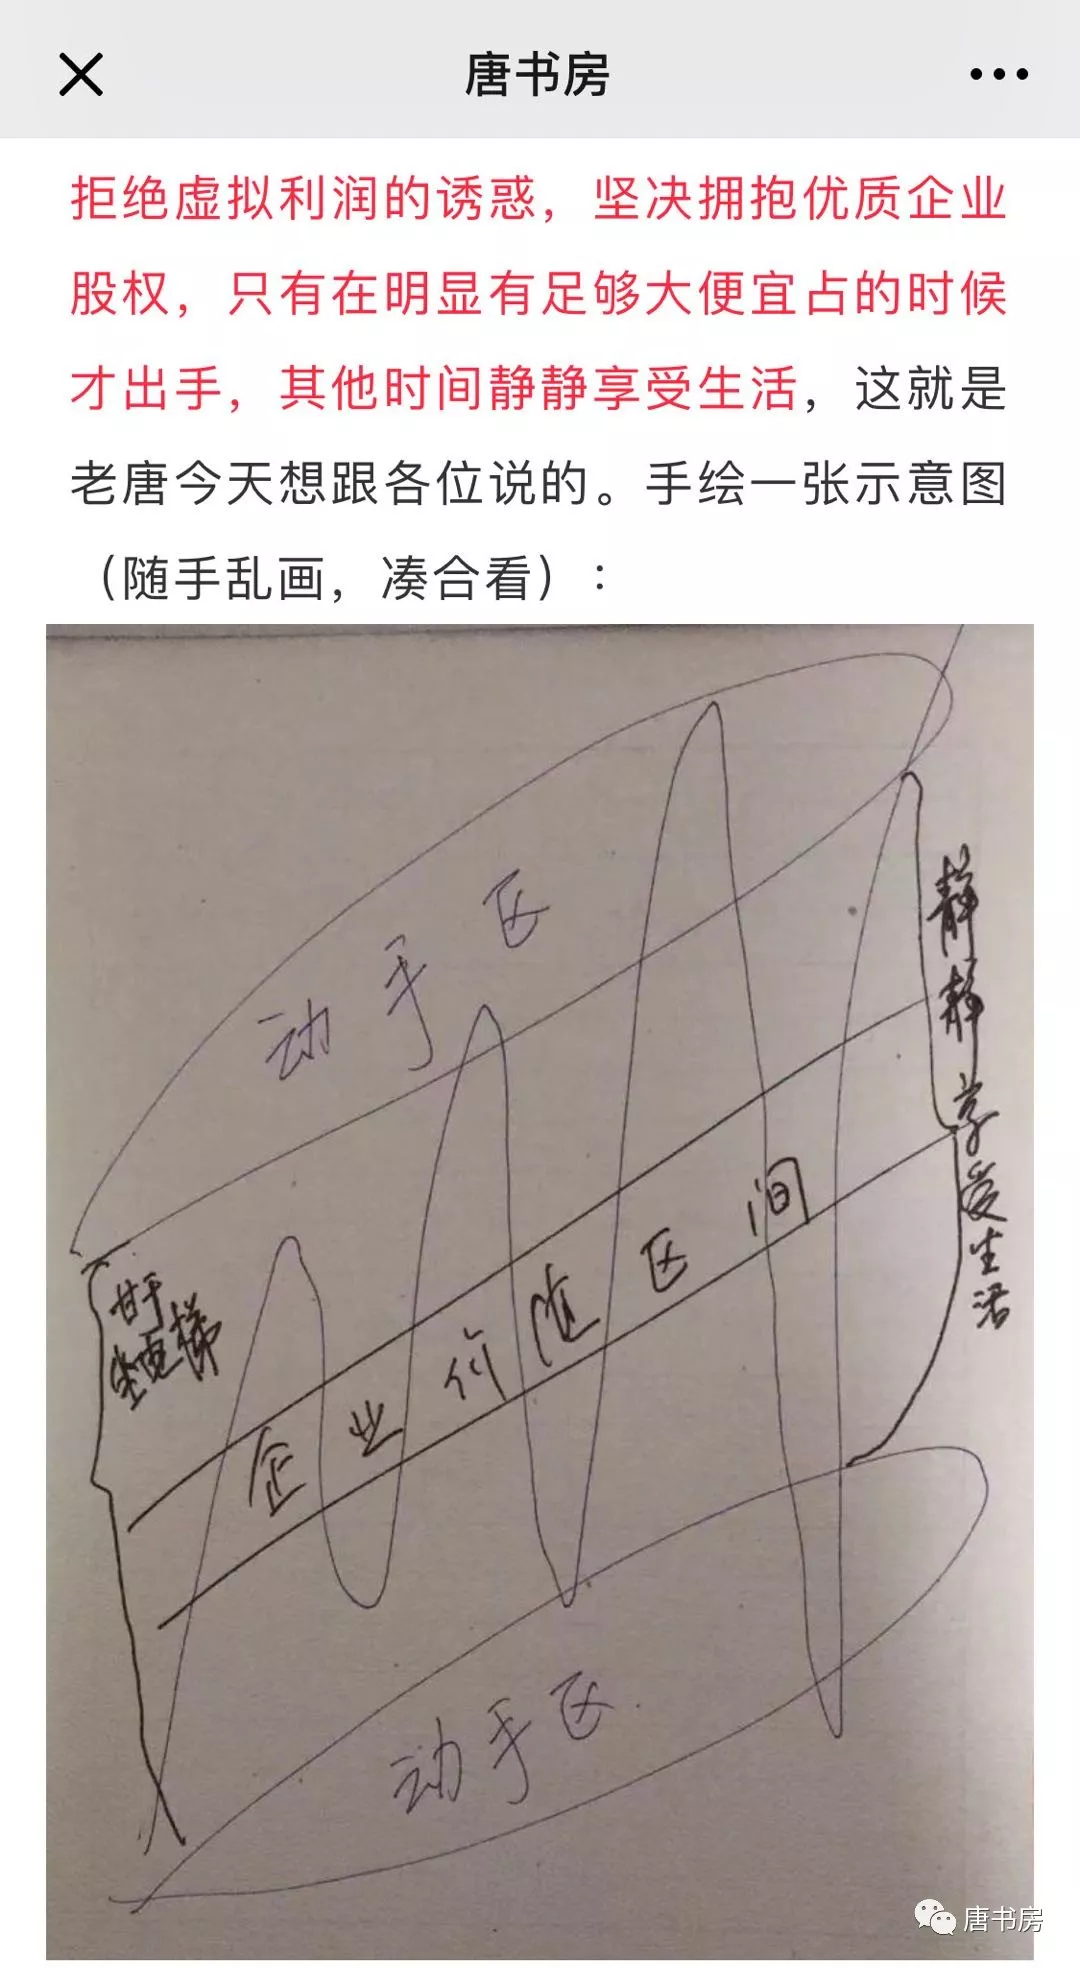 唐书房
拒绝虚拟利润的诱惑，坚决拥抱优质企业
股权，只有在明显有足够大便宜占的时候
才出手，其他时间静静享受生活，这就是
老唐今天想跟各位说的。手绘一张示意图
（随手乱画，凑合看）：
动手区
静静享受生活
甘于
坐电梯
企业价值区间
动手区
唐书房